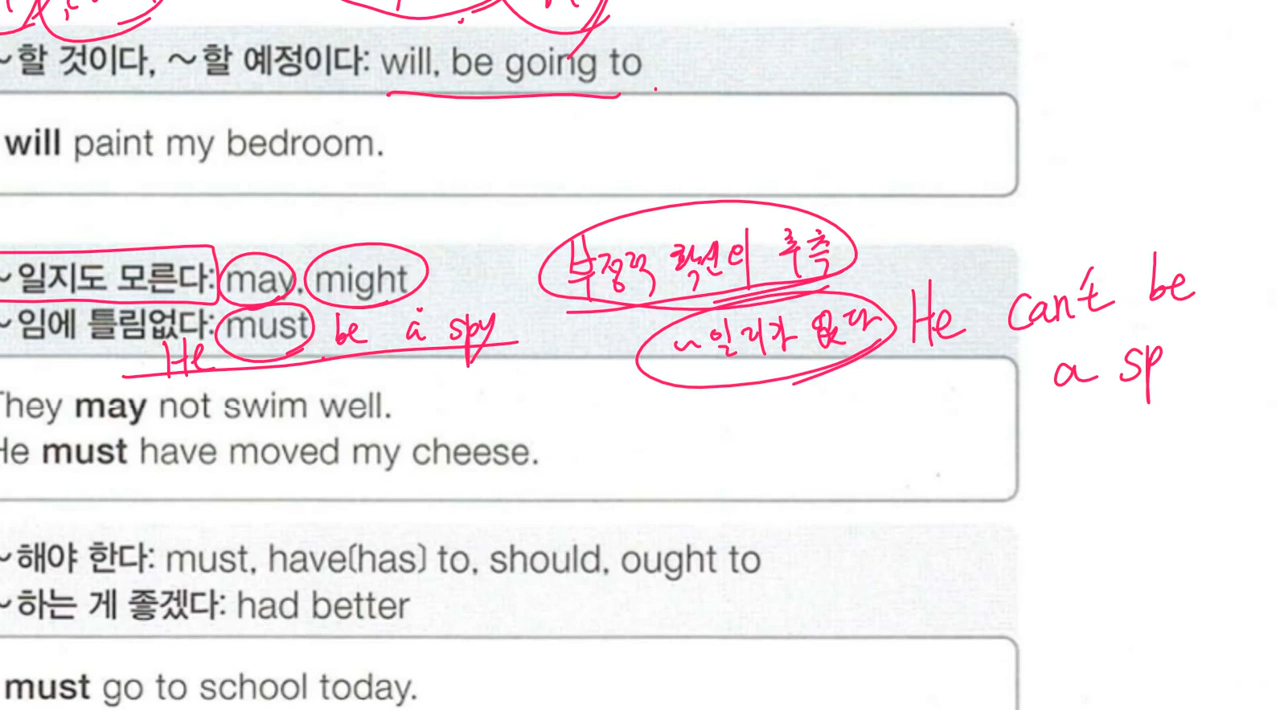 ~할 것이다, ~할 예정이다: will, be going to
will paint my bedroom.
부정적 확신의 추측
~일지도 모른다: may, might
~일리가 없다
He can't be
a sp
~임에 틀림없다: must be a spy
He
They may not swim well.
He must have moved my cheese.
~해야 한다: must, have(has) to, should, ought to
~하는 게 좋겠다: had better
must go to school today.